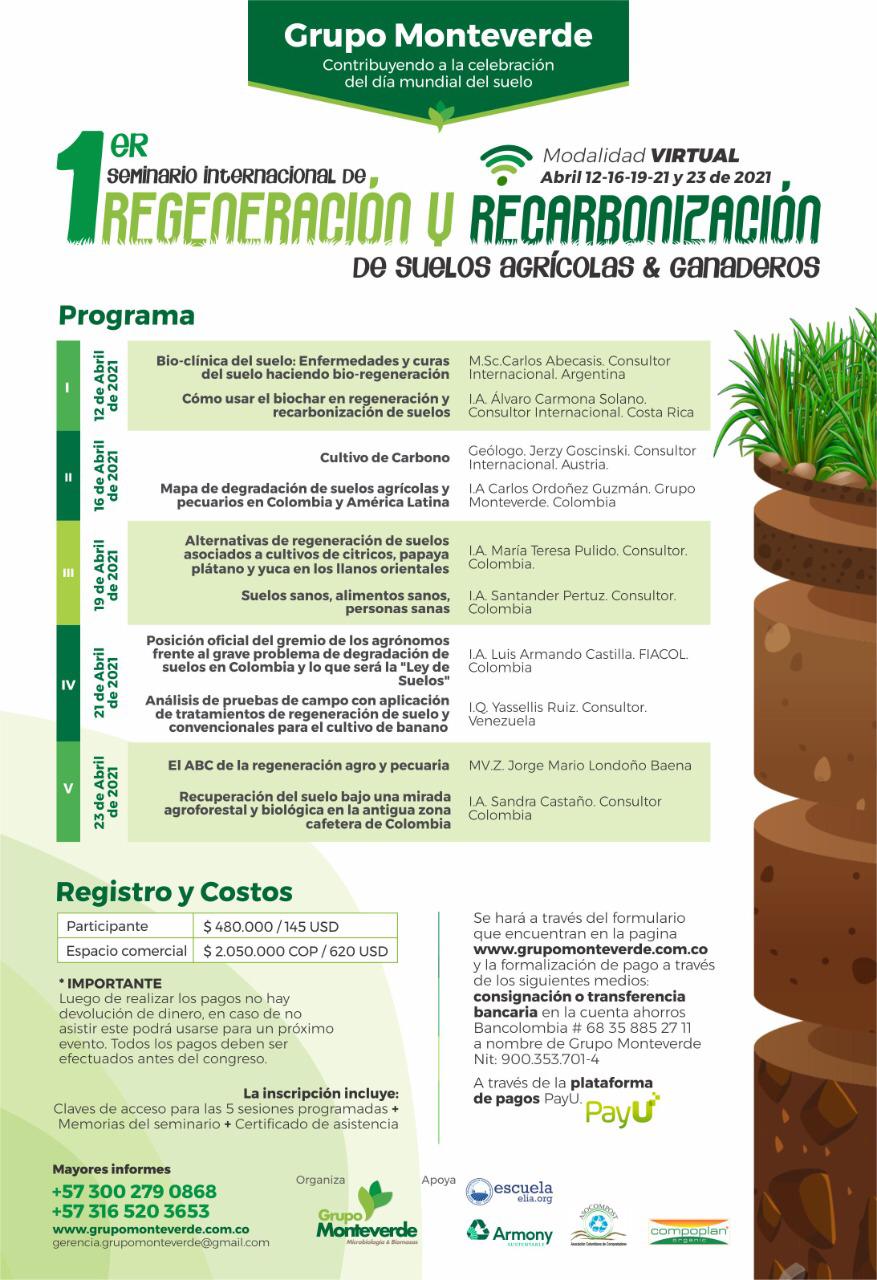 Grupo Monteverde
Contribuyendo a la celebración
del día mundial del suelo
1ER
SEMINARIO INTERNACIONAL DE
REGENERACIÓN Y RECARBONIZACIÓN
DE SUELOS AGRÍCOLAS & GANADEROS
Modalidad VIRTUAL
Abril 12-16-19-21 y 23 de 2021
Programa
I
12 de Abril
de 2021
Bio-clínica del suelo: Enfermedades y curas
del suelo haciendo bio-regeneración
M.Sc.Carlos Abecasis. Consultor
Internacional. Argentina
Cómo usar el biochar en regeneración y
recarbonización de suelos
I.A. Álvaro Carmona Solano.
Consultor Internacional. Costa Rica
II
16 de Abril
de 2021
Cultivo de Carbono
Geólogo. Jerzy Goscinski. Consultor
Internacional. Austria.
Mapa de degradación de suelos agrícolas y
pecuarios en Colombia y América Latina
I.A Carlos Ordoñez Guzmán. Grupo
Monteverde. Colombia
III
19 de Abril
de 2021
Alternativas de regeneración de suelos
asociados a cultivos de citricos, papaya
plátano y yuca en los llanos orientales
I.A. María Teresa Pulido. Consultor.
Colombia.
Suelos sanos, alimentos sanos,
personas sanas
I.A. Santander Pertuz. Consultor.
Colombia
IV
21 de Abril
de 2021
Posición oficial del gremio de los agrónomos
frente al grave problema de degradación de
suelos en Colombia y lo que será la "Ley de
Suelos"
I.A. Luis Armando Castilla. FIACOL.
Colombia
Análisis de pruebas de campo con aplicación
de tratamientos de regeneración de suelo y
convencionales para el cultivo de banano
I.Q. Yassellis Ruiz. Consultor.
Venezuela
V
23 de Abril
de 2021
El ABC de la regeneración agro y pecuaria
MV.Z. Jorge Mario Londoño Baena
Recuperación del suelo bajo una mirada
agroforestal y biológica en la antigua zona
cafetera de Colombia
I.A. Sandra Castaño. Consultor
Colombia
Registro y Costos
Participante $ 480.000 / 145 USD
Espacio comercial $ 2.050.000 COP / 620 USD
* IMPORTANTE
Luego de realizar los pagos no hay
devolución de dinero, en caso de no
asistir este podrá usarse para un próximo
evento. Todos los pagos deben ser
efectuados antes del congreso.
La inscripción incluye:
Claves de acceso para las 5 sesiones programadas +
Memorias del seminario + Certificado de asistencia
Se hará a través del formulario
que encuentran en la pagina
www.grupomonteverde.com.co
y la formalización de pago a través
de los siguientes medios:
consignación o transferencia
bancaria en la cuenta ahorros
Bancolombia # 68 35 885 27 11
a nombre de Grupo Monteverde
Nit: 900.353.701-4
A través de la plataforma
de pagos PayU.
PayU
Mayores informes
+57 300 279 0868
+57 316 520 3653
www.grupomonteverde.com.co
gerencia.grupomonteverde@gmail.com
Organiza
Grupo
Monteverde
Microbiología & Biomasas
Apoya
escuela
elia.org
Armony
SUSTENTABLE
ASOCOMPOST
Asociación Colombiana de Compostadores
compoplan
organic